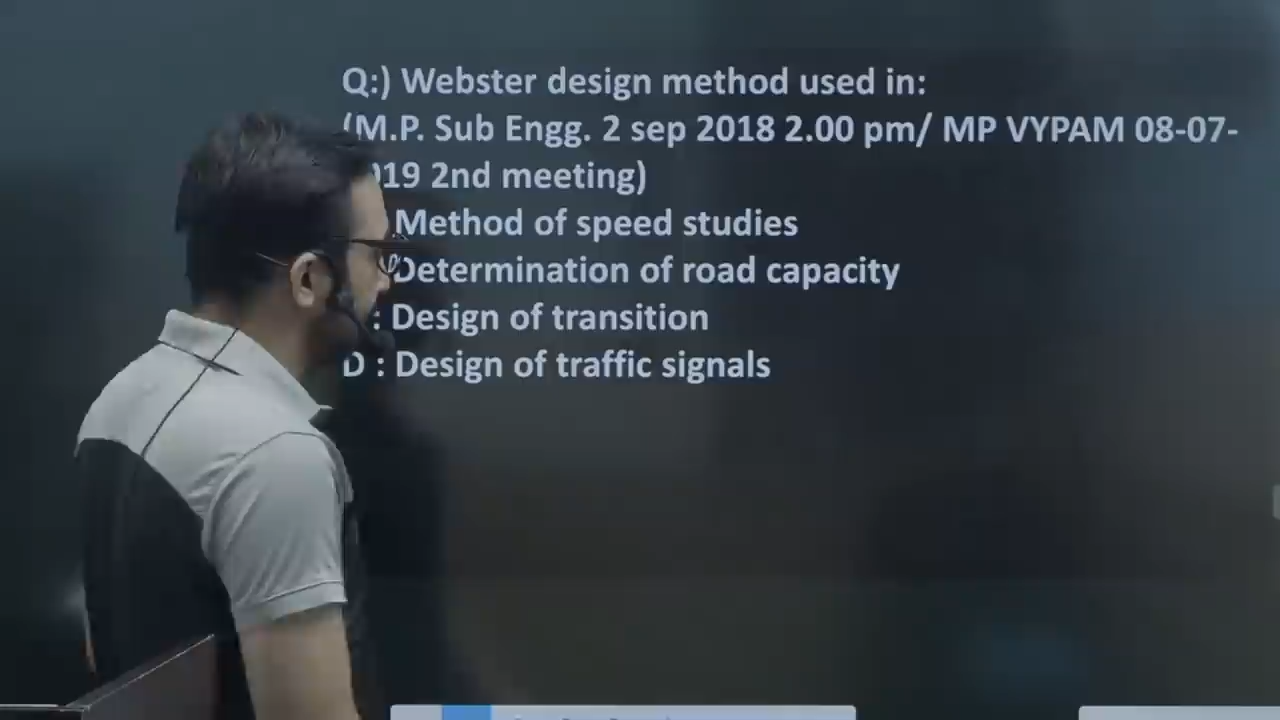 Q:) Webster design method used in:
(M.P. Sub Engg. 2 sep 2018 2.00 pm/ MP VYPAM 08-07-
19 2nd meeting)
Method of speed studies
Determination of road capacity
: Design of transition
D : Design of traffic signals